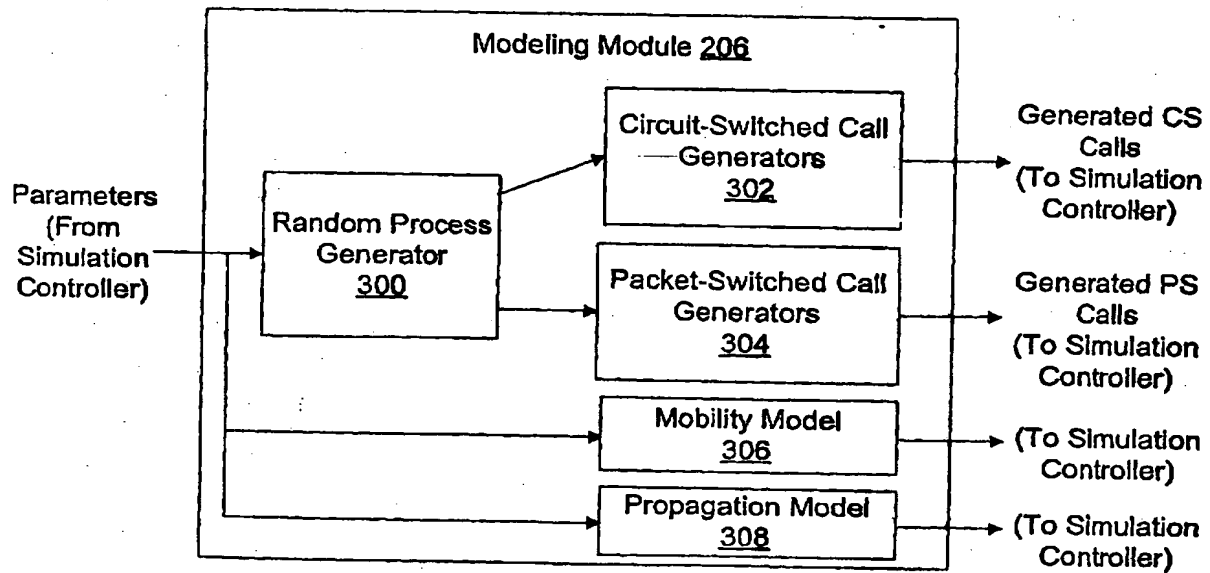 Modeling Module 206
Circuit-Switched Call
Generators
302
Generated CS
Calls
(To Simulation
Controller)
Parameters
(From
Simulation
Controller)
Random Process
Generator
300
Packet-Switched Call
Generators
304
Generated PS
Calls
(To Simulation
Controller)
Mobility Model
306
(To Simulation
Controller)
Propagation Model
308
(To Simulation
Controller)